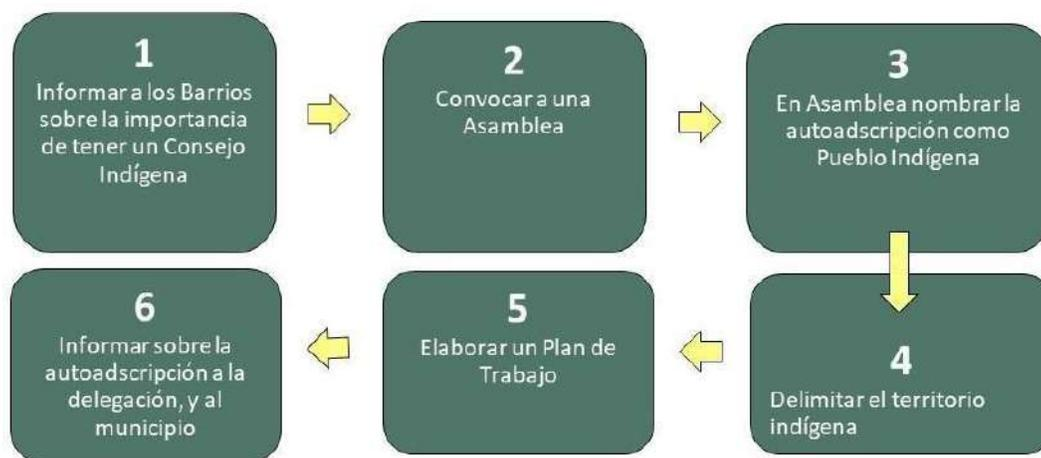 1
Informar a los Barrios
sobre la importancia
de tener un Consejo
Indígena
2
Convocar a una
Asamblea
3
En Asamblea nombrar la
autoadscripción como
Pueblo Indígena
4
Delimitar el territorio
indígena
5
Elaborar un Plan de
Trabajo
6
Informar sobre la
autoadscripción a la
delegación, y al
municipio